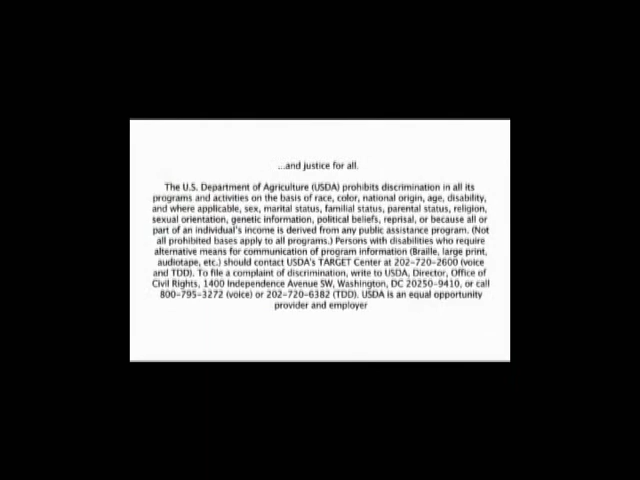 ...and justice for all.
The U.S. Department of Agriculture (USDA) prohibits discrimination in all its
programs and activities on the basis of race, color, national origin, age, disability,
and where applicable, sex, marital status, familial status, parental status, religion,
sexual orientation, genetic information, political beliefs, reprisal, or because all or
part of an individual's income is derived from any public assistance program. (Not
all prohibited bases apply to all programs.) Persons with disabilities who require
alternative means for communication of program information (Braille, large print,
audiotape, etc.) should contact USDA's TARGET Center at 202-720-2600 (voice
and TDD). To file a complaint of discrimination, write to USDA, Director, Office of
Civil Rights, 1400 Independence Avenue SW, Washington, DC 20250-9410, or call
800-795-3272 (voice) or 202-720-6382 (TDD). USDA is an equal opportunity
provider and employer